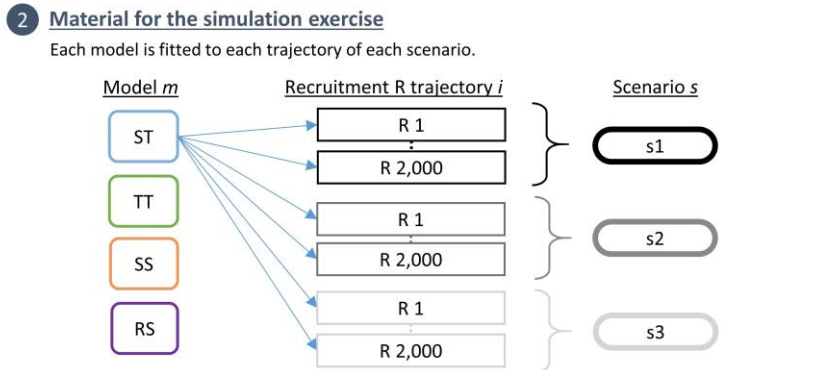 2 Material for the simulation exercise
Each model is fitted to each trajectory of each scenario.
Model m
Recruitment R trajectory i
Scenario s
ST
TT
SS
RS
R 1
⋮
R 2,000
R 1
⋮
R 2,000
R 1
⋮
R 2,000
s1
s2
s3